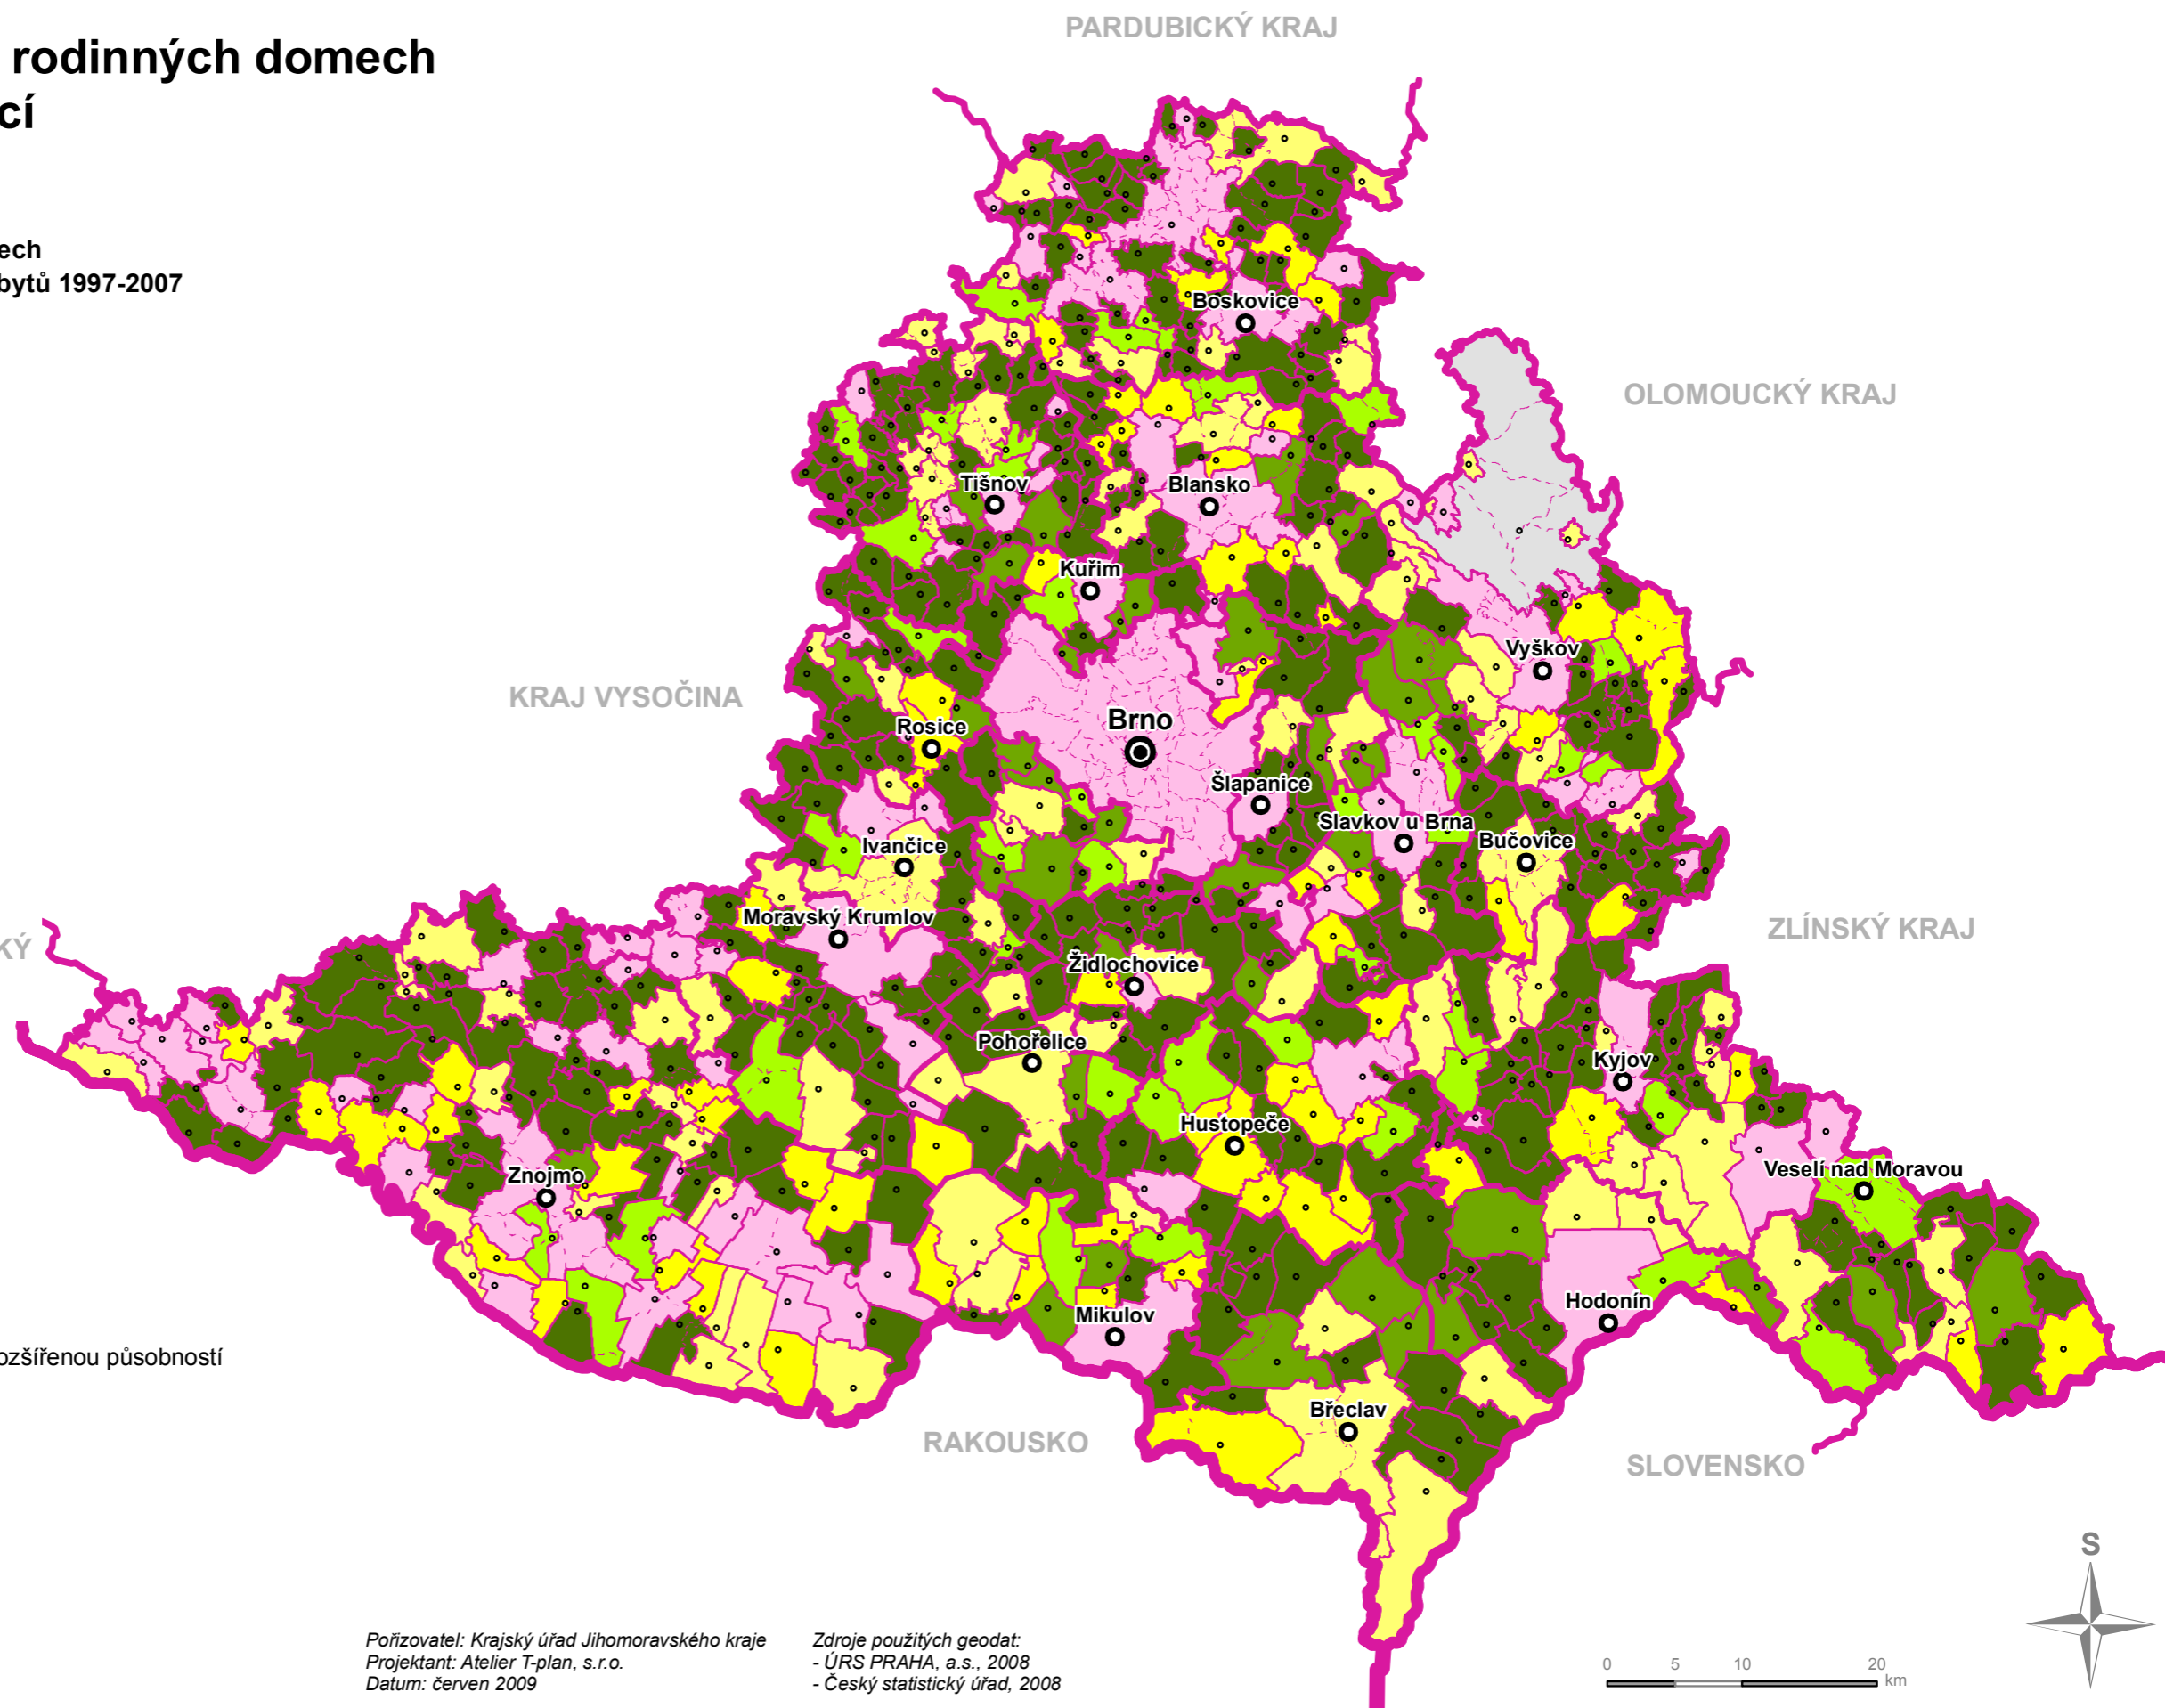 rodinných domech
cí
ech
bytů 1997-2007
PARDUBICKÝ KRAJ
OLOMOUCKÝ KRAJ
KRAJ VYSOČINA
ZLÍNSKÝ KRAJ
KÝ
RAKOUSKO
SLOVENSKO
Boskovice
Tišnov
Blansko
Kuřim
Vyškov
Rosice
Brno
Šlapanice
Slavkov u Brna
Bučovice
Ivančice
Moravský Krumlov
Židlochovice
Pohořelice
Kyjov
Hustopeče
Veselí nad Moravou
Znojmo
Mikulov
Hodonín
Břeclav
ozšířenou působností
Pořizovatel: Krajský úřad Jihomoravského kraje
Projektant: Atelier T-plan, s.r.o.
Datum: červen 2009
Zdroje použitých geodat:
- ÚRS PRAHA, a.s., 2008
- Český statistický úřad, 2008
0 5 10 20
km
S